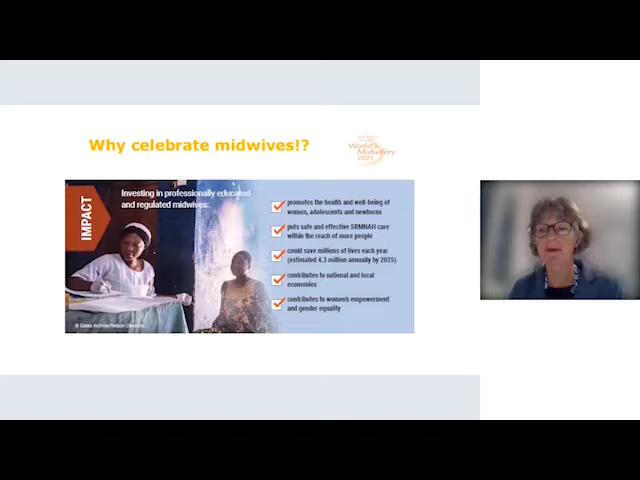 Why celebrate midwives!?
World's
Midwifery
2021
IMPACT
Investing in professionally educated
and regulated midwives:
promotes the health and well-being of
women, adolescents and newborns
puts safe and effective SRMNAH care
within the reach of more people
could save millions of lives each year
(estimated 4.3 million annually by 2035)
contributes to national and local
economies
contributes to women's empowerment
and gender equality
© Gates Archive/Nelson